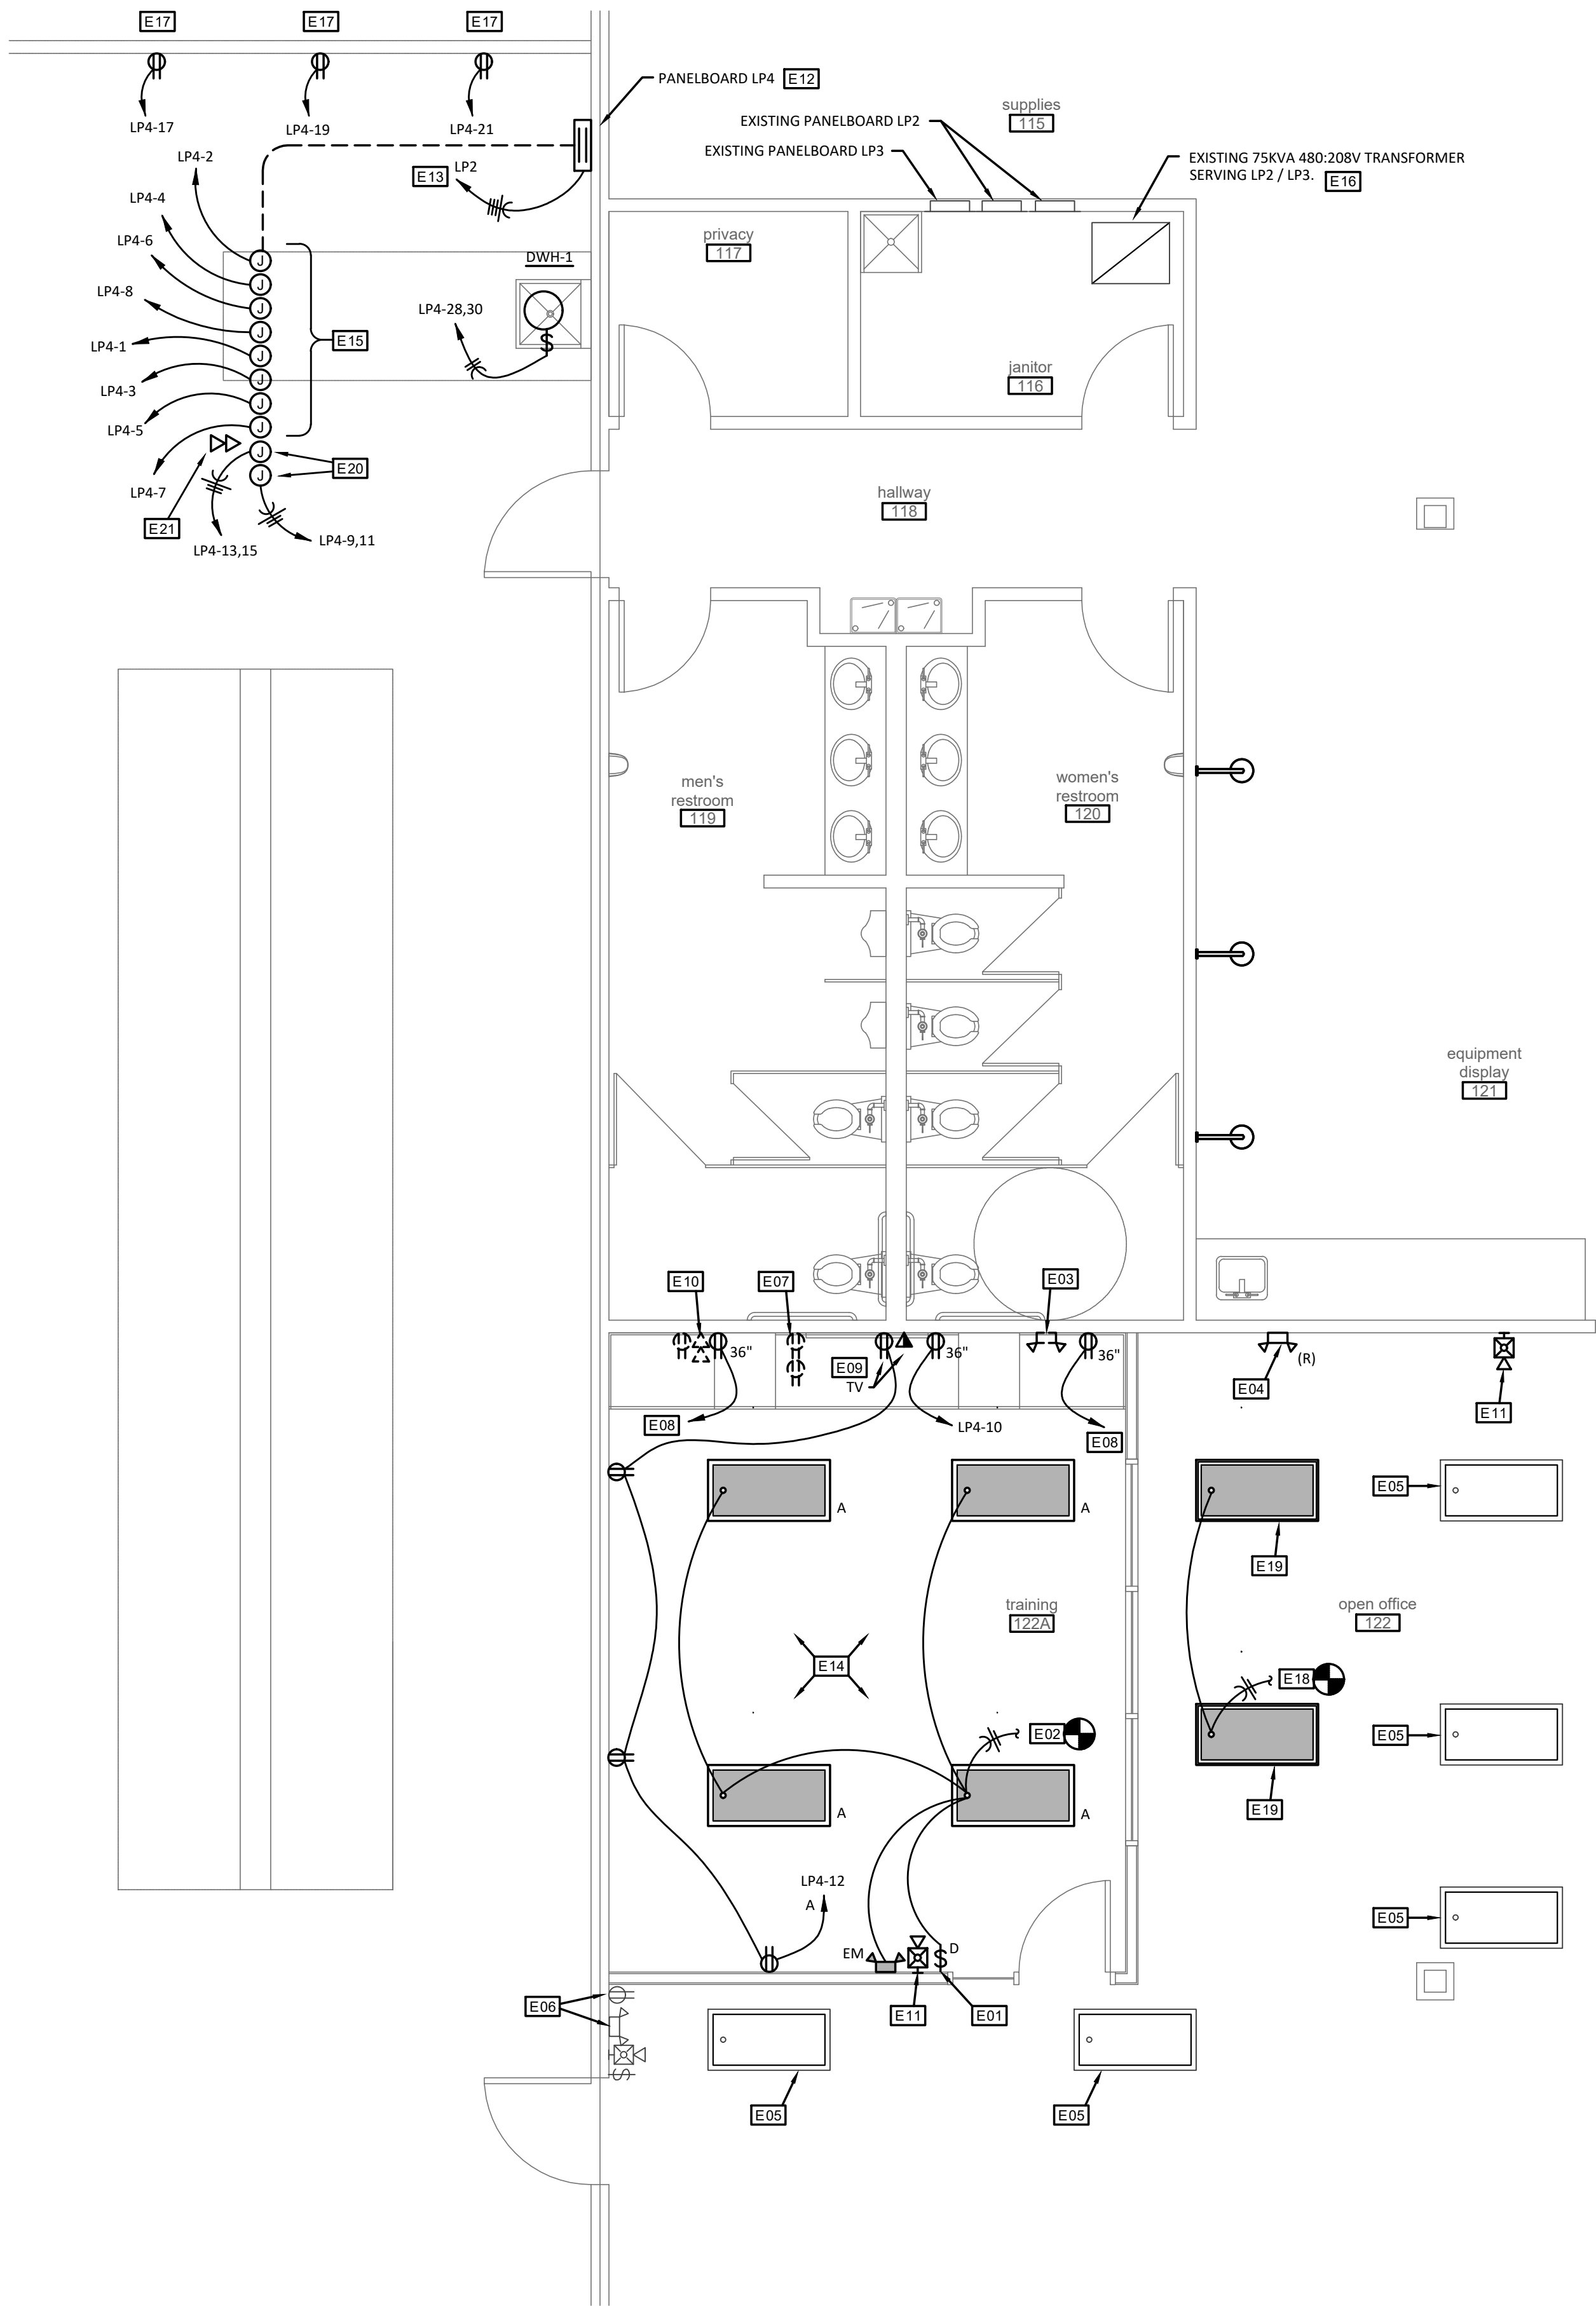 E17
E17
E17
LP4-17
LP4-19
LP4-21
PANELBOARD LP4
E12
supplies
115
EXISTING PANELBOARD LP2
EXISTING PANELBOARD LP3
EXISTING 75KVA 480:208V TRANSFORMER
SERVING LP2 / LP3.
E16
LP4-2
E13
LP2
LP4-4
LP4-6
LP4-8
LP4-1
LP4-3
LP4-5
LP4-7
J
J
J
J
J
J
J
J
J
J
E15
DWH-1
LP4-28,30
$
privacy
117
janitor
116
E20
E21
LP4-13,15
LP4-9,11
hallway
118
men's
restroom
119
women's
restroom
120
equipment
display
121
E10
E07
E03
36"
E09
TV
36"
36"
E04
(R)
E11
E08
LP4-10
E08
A
A
E05
E19
training
122A
open office
122
E14
E18
E02
E05
A
A
E19
LP4-12
A
E05
EM
$
D
E06
E11
E01
S
E05
E05